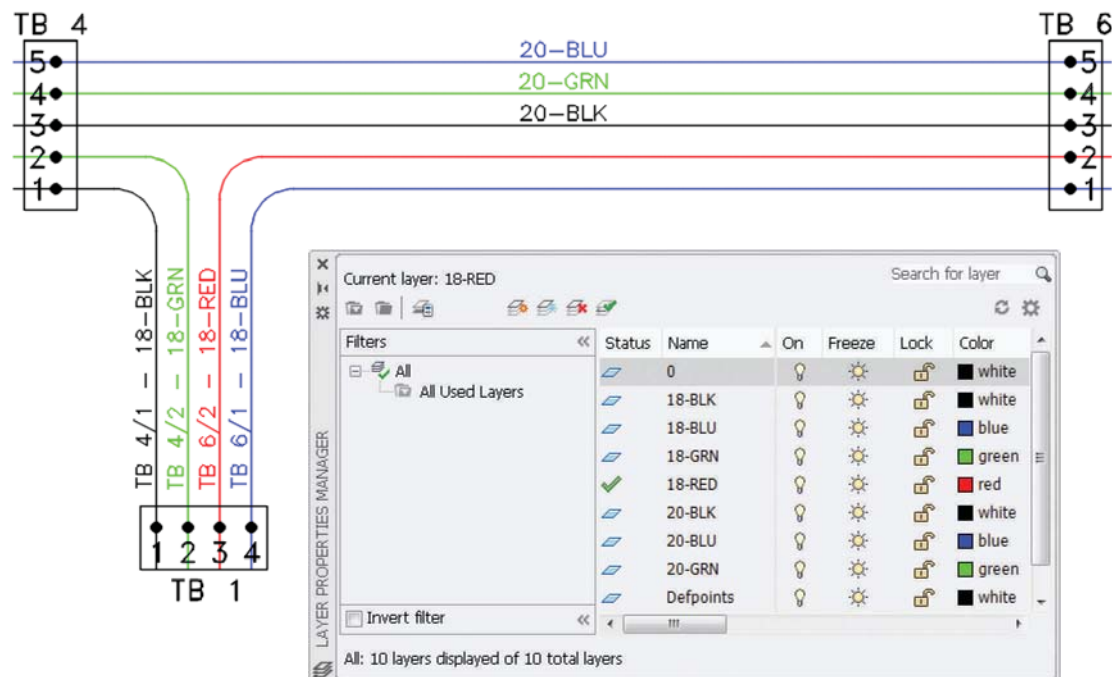 TB 4
TB 6
5
20-BLU
5
4
20-GRN
4
3
20-BLK
3
2
2
1
1
TB 4/1 - 18-BLK
TB 4/2 - 18-GRN
TB 6/2 - 18-RED
TB 6/1 - 18-BLU
1 2 3 4
TB 1
LAYER PROPERTIES MANAGER
Current layer: 18-RED
Search for layer
Filters
All
All Used Layers
Invert filter
Status Name On Freeze Lock Color
0 white
18-BLK white
18-BLU blue
18-GRN green
18-RED red
20-BLK white
20-BLU blue
20-GRN green
Defpoints white
All: 10 layers displayed of 10 total layers